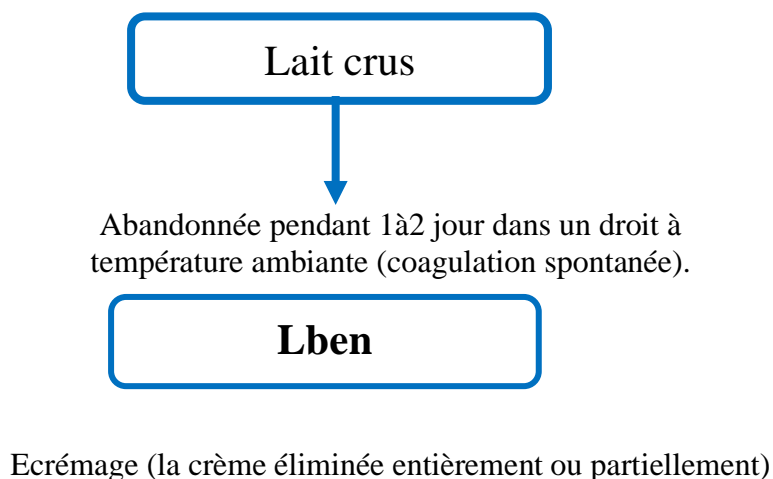 Lait crus
Abandonnée pendant 1à2 jour dans un droit à
température ambiante (coagulation spontanée).
Lben
Ecrémage (la crème éliminée entièrement ou partiellement)